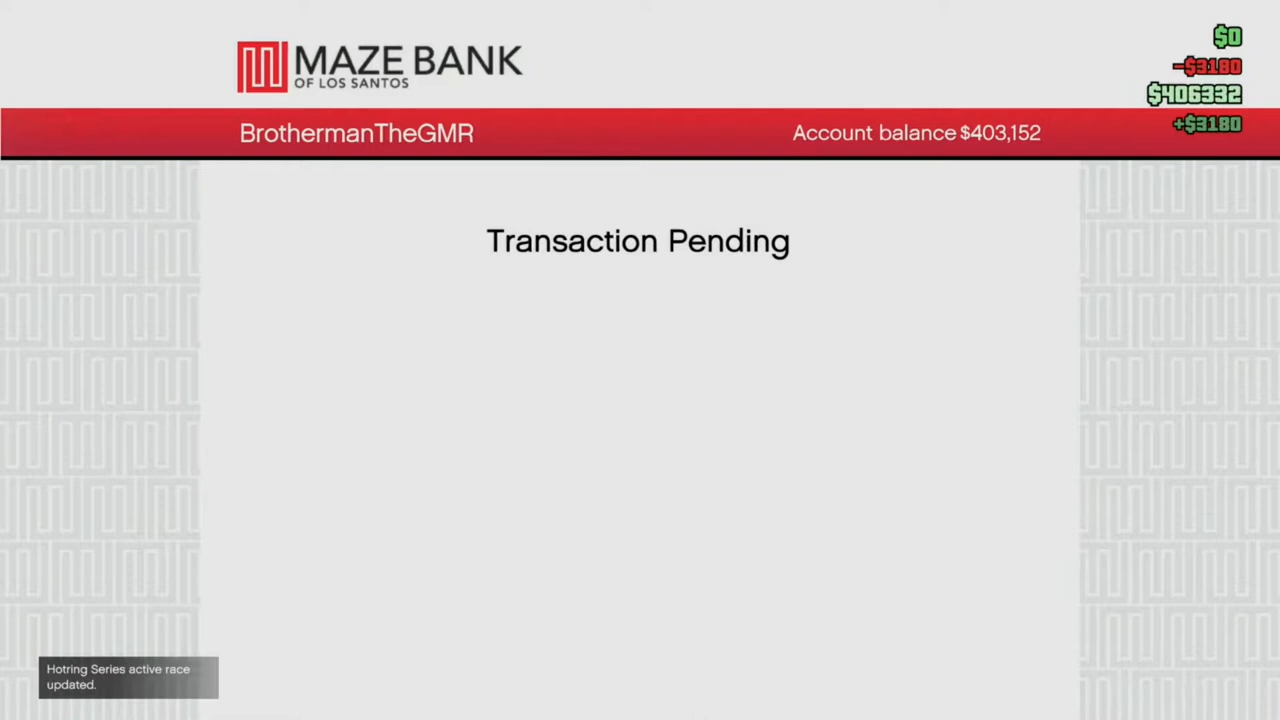 MAZE BANK
OF LOS SANTOS
$0
-$3180
$406332
+$3180
BrothermanTheGMR
Account balance $403,152
Transaction Pending
Hotring Series active race
updated.